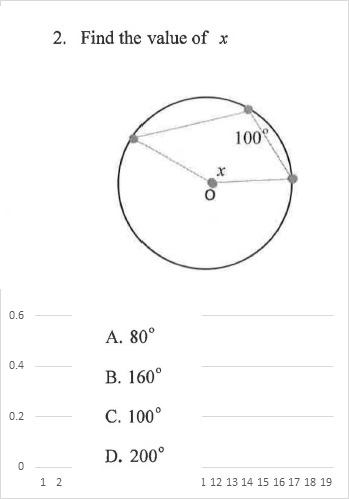 2. Find the value of x
100°
x
O
0.6
A. 80°
0.4
B. 160°
0.2
C. 100°
D. 200°
0
1 2 1 12 13 14 15 16 17 18 19